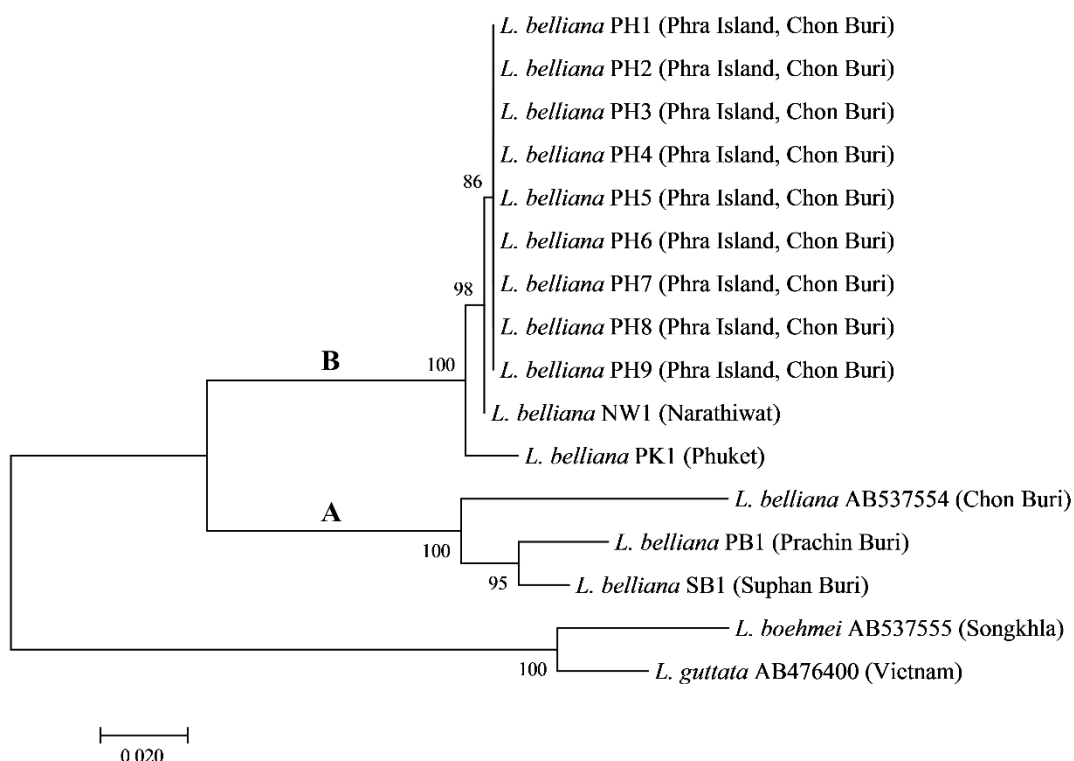 L. belliana PH1 (Phra Island, Chon Buri)
L. belliana PH2 (Phra Island, Chon Buri)
L. belliana PH3 (Phra Island, Chon Buri)
L. belliana PH4 (Phra Island, Chon Buri)
86
L. belliana PH5 (Phra Island, Chon Buri)
L. belliana PH6 (Phra Island, Chon Buri)
98
L. belliana PH7 (Phra Island, Chon Buri)
L. belliana PH8 (Phra Island, Chon Buri)
B
100
L. belliana PH9 (Phra Island, Chon Buri)
L. belliana NW1 (Narathiwat)
L. belliana PK1 (Phuket)
L. belliana AB537554 (Chon Buri)
A
100
L. belliana PB1 (Prachin Buri)
95
L. belliana SB1 (Suphan Buri)
L. boehmei AB537555 (Songkhla)
100
L. guttata AB476400 (Vietnam)
0.020